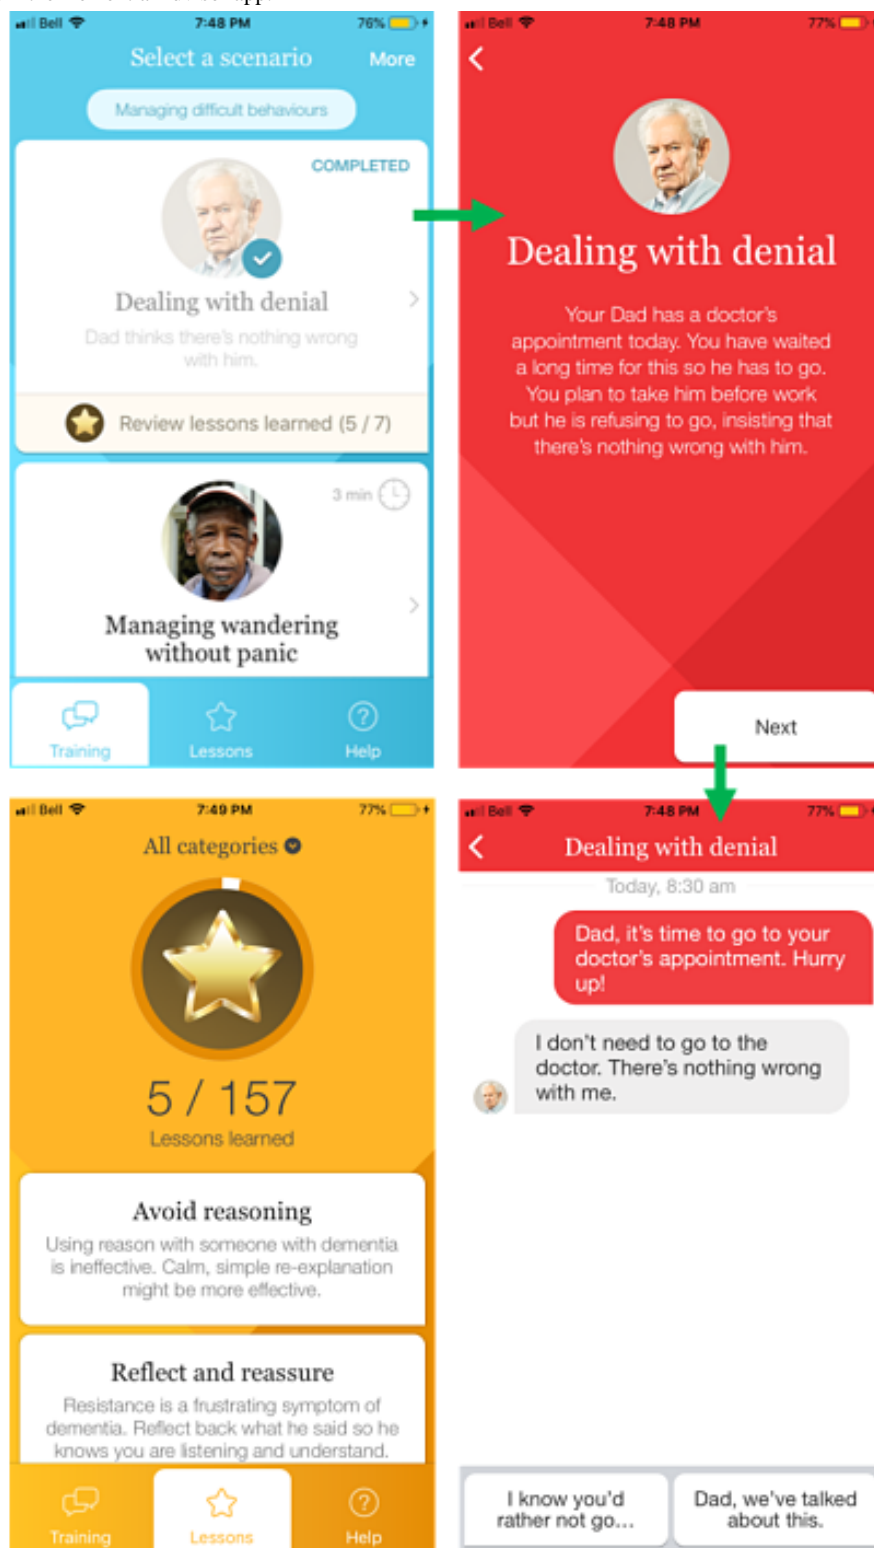 Bell 7:48 PM 76%
Select a scenario More
Managing difficult behaviours
COMPLETED
Dealing with denial
Dad thinks there's nothing wrong
with him.
Review lessons learned (5 / 7)
3 min
Managing wandering
without panic
Training Lessons Help
Bell 7:48 PM 77%
Dealing with denial
Your Dad has a doctor's
appointment today. You have waited
a long time for this so he has to go.
You plan to take him before work
but he is refusing to go, insisting that
there's nothing wrong with him.
Next
Bell 7:49 PM 77%
All categories
5 / 157
Lessons learned
Avoid reasoning
Using reason with someone with dementia
is ineffective. Calm, simple re-explanation
might be more effective.
Reflect and reassure
Resistance is a frustrating symptom of
dementia. Reflect back what he said so he
knows you are listening and understand.
Training Lessons Help
Bell 7:48 PM 77%
Dealing with denial
Today, 8:30 am
Dad, it's time to go to your
doctor's appointment. Hurry
up!
I don't need to go to the
doctor. There's nothing wrong
with me.
I know you'd
rather not go...
Dad, we've talked
about this.